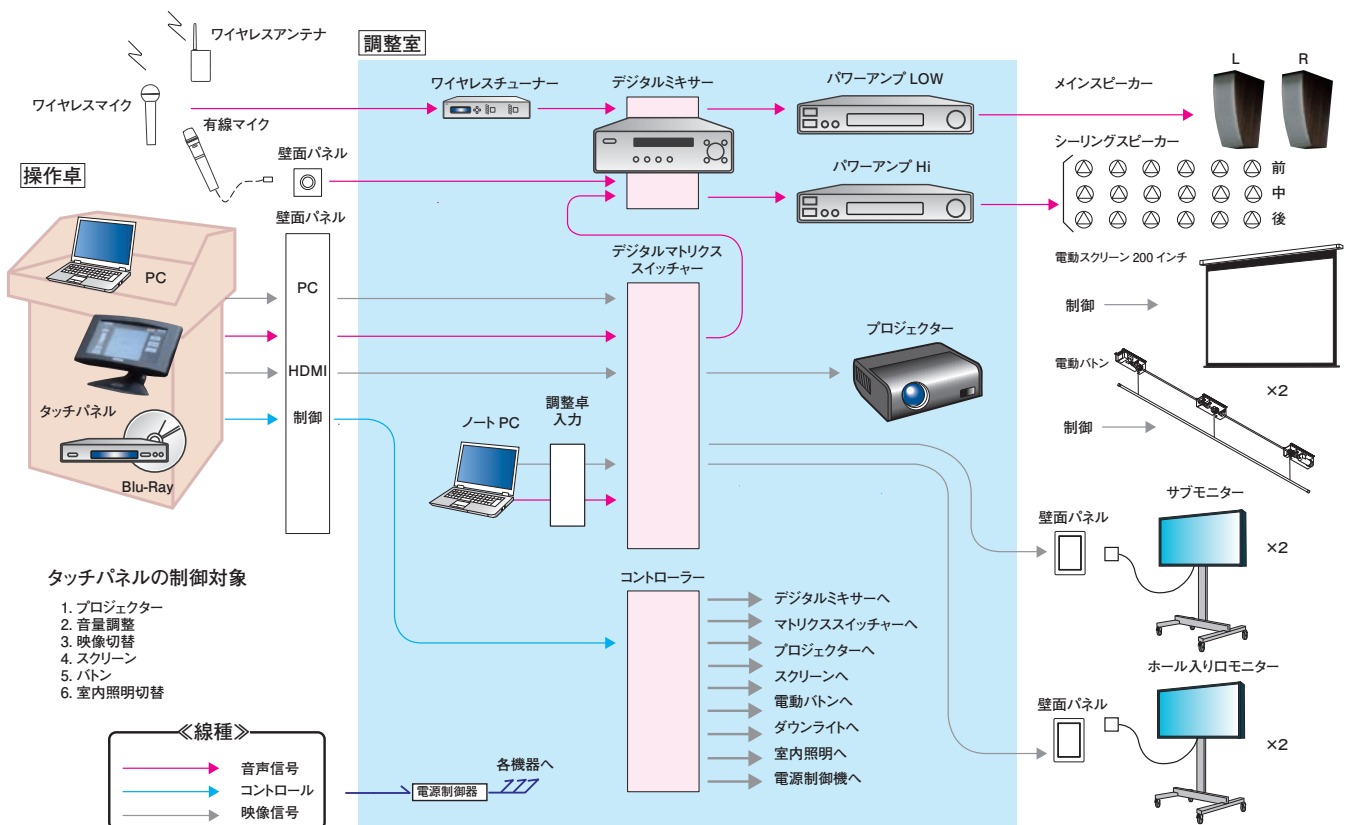 ワイヤレスアンテナ
ワイヤレスマイク
有線マイク
壁面パネル
操作卓
PC
タッチパネル
Blu-Ray
壁面パネル
PC
HDMI
制御
調整室
ワイヤレスチューナー
デジタルミキサー
パワーアンプ LOW
パワーアンプ Hi
デジタルマトリクス
スイッチャー
プロジェクター
ノート PC
調整卓
入力
コントローラー
デジタルミキサーへ
マトリクススイッチャーへ
プロジェクターへ
スクリーンへ
電動バトンへ
ダウンライトへ
室内照明へ
電源制御機へ
各機器へ
電源制御器
メインスピーカー
L
R
シーリングスピーカー
前
中
後
電動スクリーン 200 インチ
制御
×2
電動バトン
制御
サブモニター
壁面パネル
×2
ホール入り口モニター
壁面パネル
×2
タッチパネルの制御対象
1. プロジェクター
2. 音量調整
3. 映像切替
4. スクリーン
5. バトン
6. 室内照明切替
≪線種≫
音声信号
コントロール
映像信号